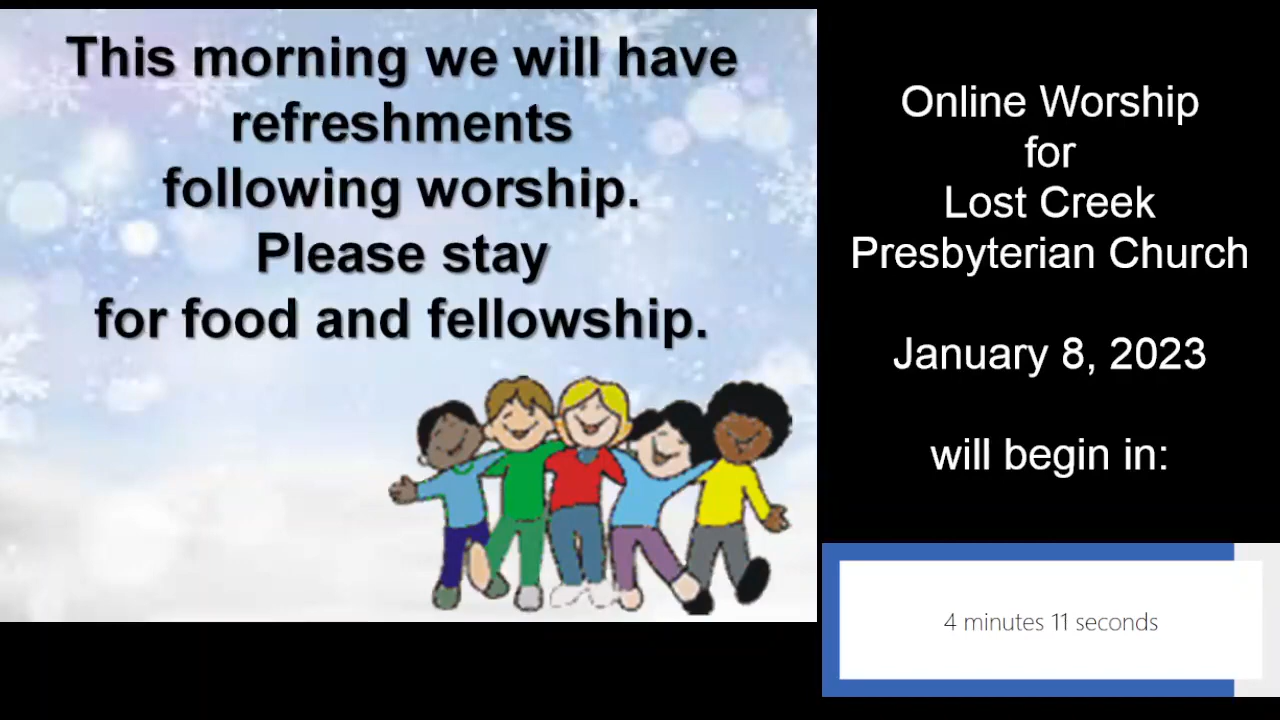 This morning we will have
refreshments
following worship.
Please stay
for food and fellowship.
Online Worship
for
Lost Creek
Presbyterian Church
January 8, 2023
will begin in:
4 minutes 11 seconds